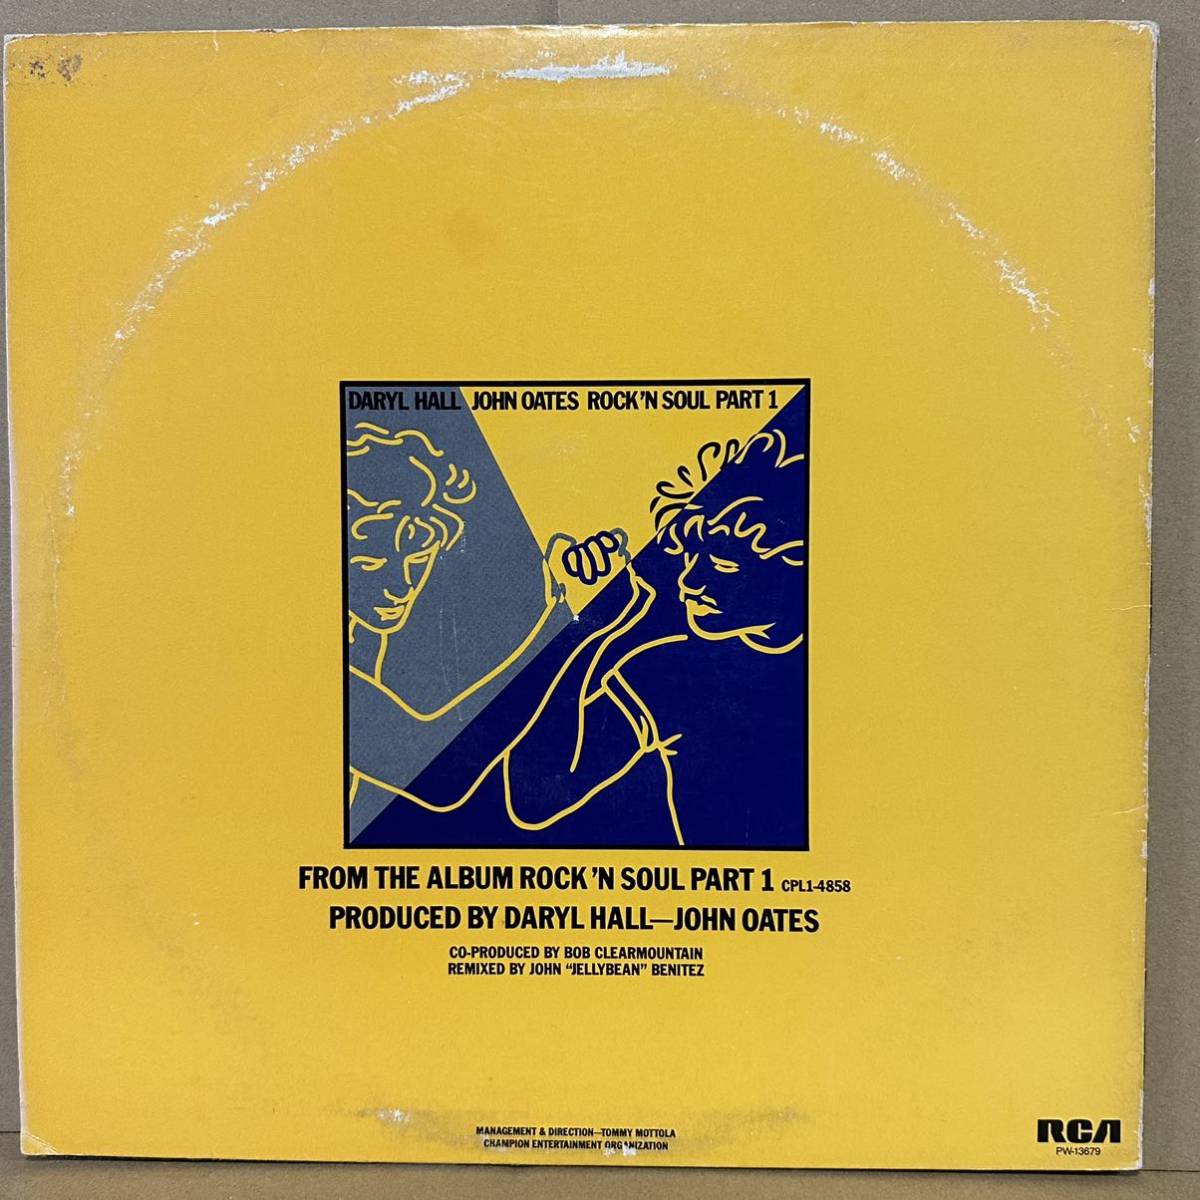 DARYL HALL JOHN OATES ROCK'N SOUL PART 1
FROM THE ALBUM ROCK'N SOUL PART 1 CPL1-4858
PRODUCED BY DARYL HALL—JOHN OATES
CO-PRODUCED BY BOB CLEARMOUNTAIN
REMIXED BY JOHN "JELLYBEAN" BENITEZ
MANAGEMENT & DIRECTION—TOMMY MOTTOLA
CHAMPION ENTERTAINMENT ORGANIZATION
RCA
PW-13679